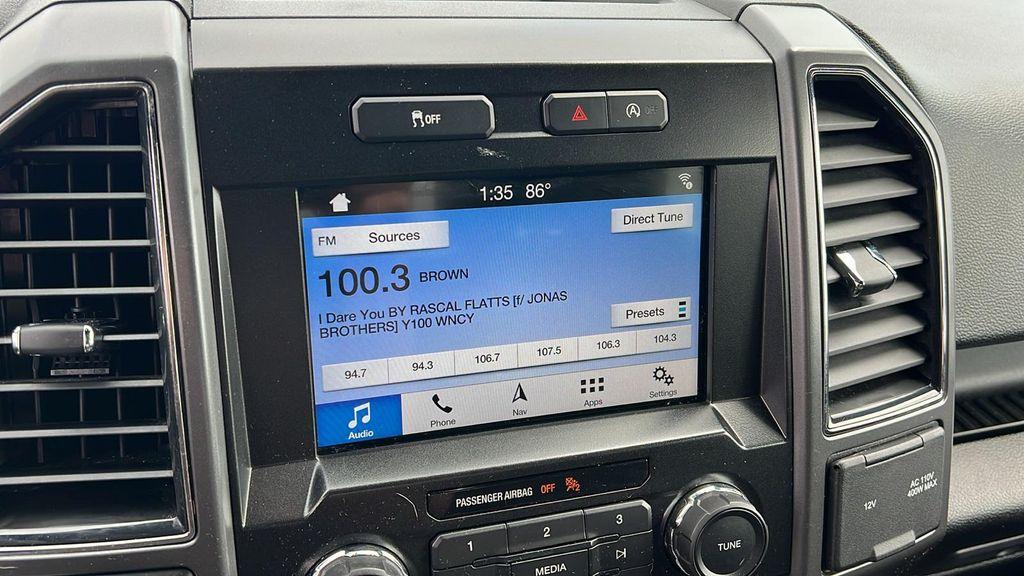 OFF
OFF
1:35 86°
FM Sources
Direct Tune
100.3 BROWN
I Dare You BY RASCAL FLATTS [f/ JONAS
BROTHERS] Y100 WNCY
Presets
94.7 94.3 106.7 107.5 106.3 104.3
Audio Phone Nav Apps Settings
PASSENGER AIRBAG OFF 2
1 2 3
MEDIA
TUNE
12V
AC 110V
400W MAX